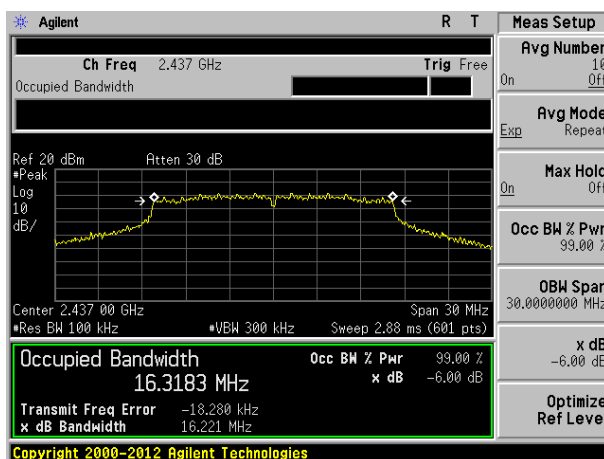 Agilent R T Meas Setup
Ch Freq 2.437 GHz Trig Free
Occupied Bandwidth
Avg Number
10
On Off
Avg Mode
Exp Repeat
Max Hold
On Off
Occ BW % Pwr
99.00 %
OBW Span
30.0000000 MHz
x dB
-6.00 dB
Optimize
Ref Level
Ref 20 dBm Atten 30 dB
#Peak
Log
10
dB/
Center 2.437 00 GHz Span 30 MHz
#Res BW 100 kHz #VBW 300 kHz Sweep 2.88 ms (601 pts)
Occupied Bandwidth Occ BW % Pwr 99.00 %
16.3183 MHz x dB -6.00 dB
Transmit Freq Error -18.280 kHz
x dB Bandwidth 16.221 MHz
Copyright 2000-2012 Agilent Technologies